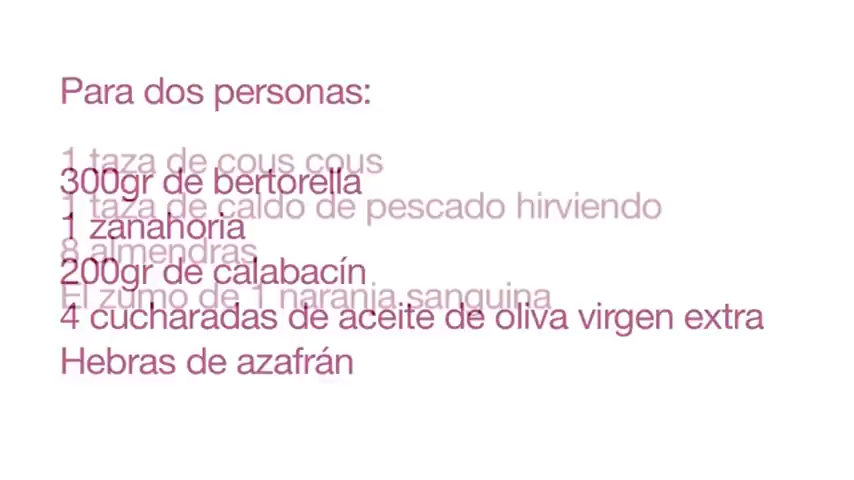 Para dos personas:
1 taza de cous cous
300gr de bertorella
1 taza de caldo de pescado hirviendo
1 zanahoria
8 almendras
200gr de calabacín
El zumo de 1 naranja sanguina
4 cucharadas de aceite de oliva virgen extra
Hebras de azafrán